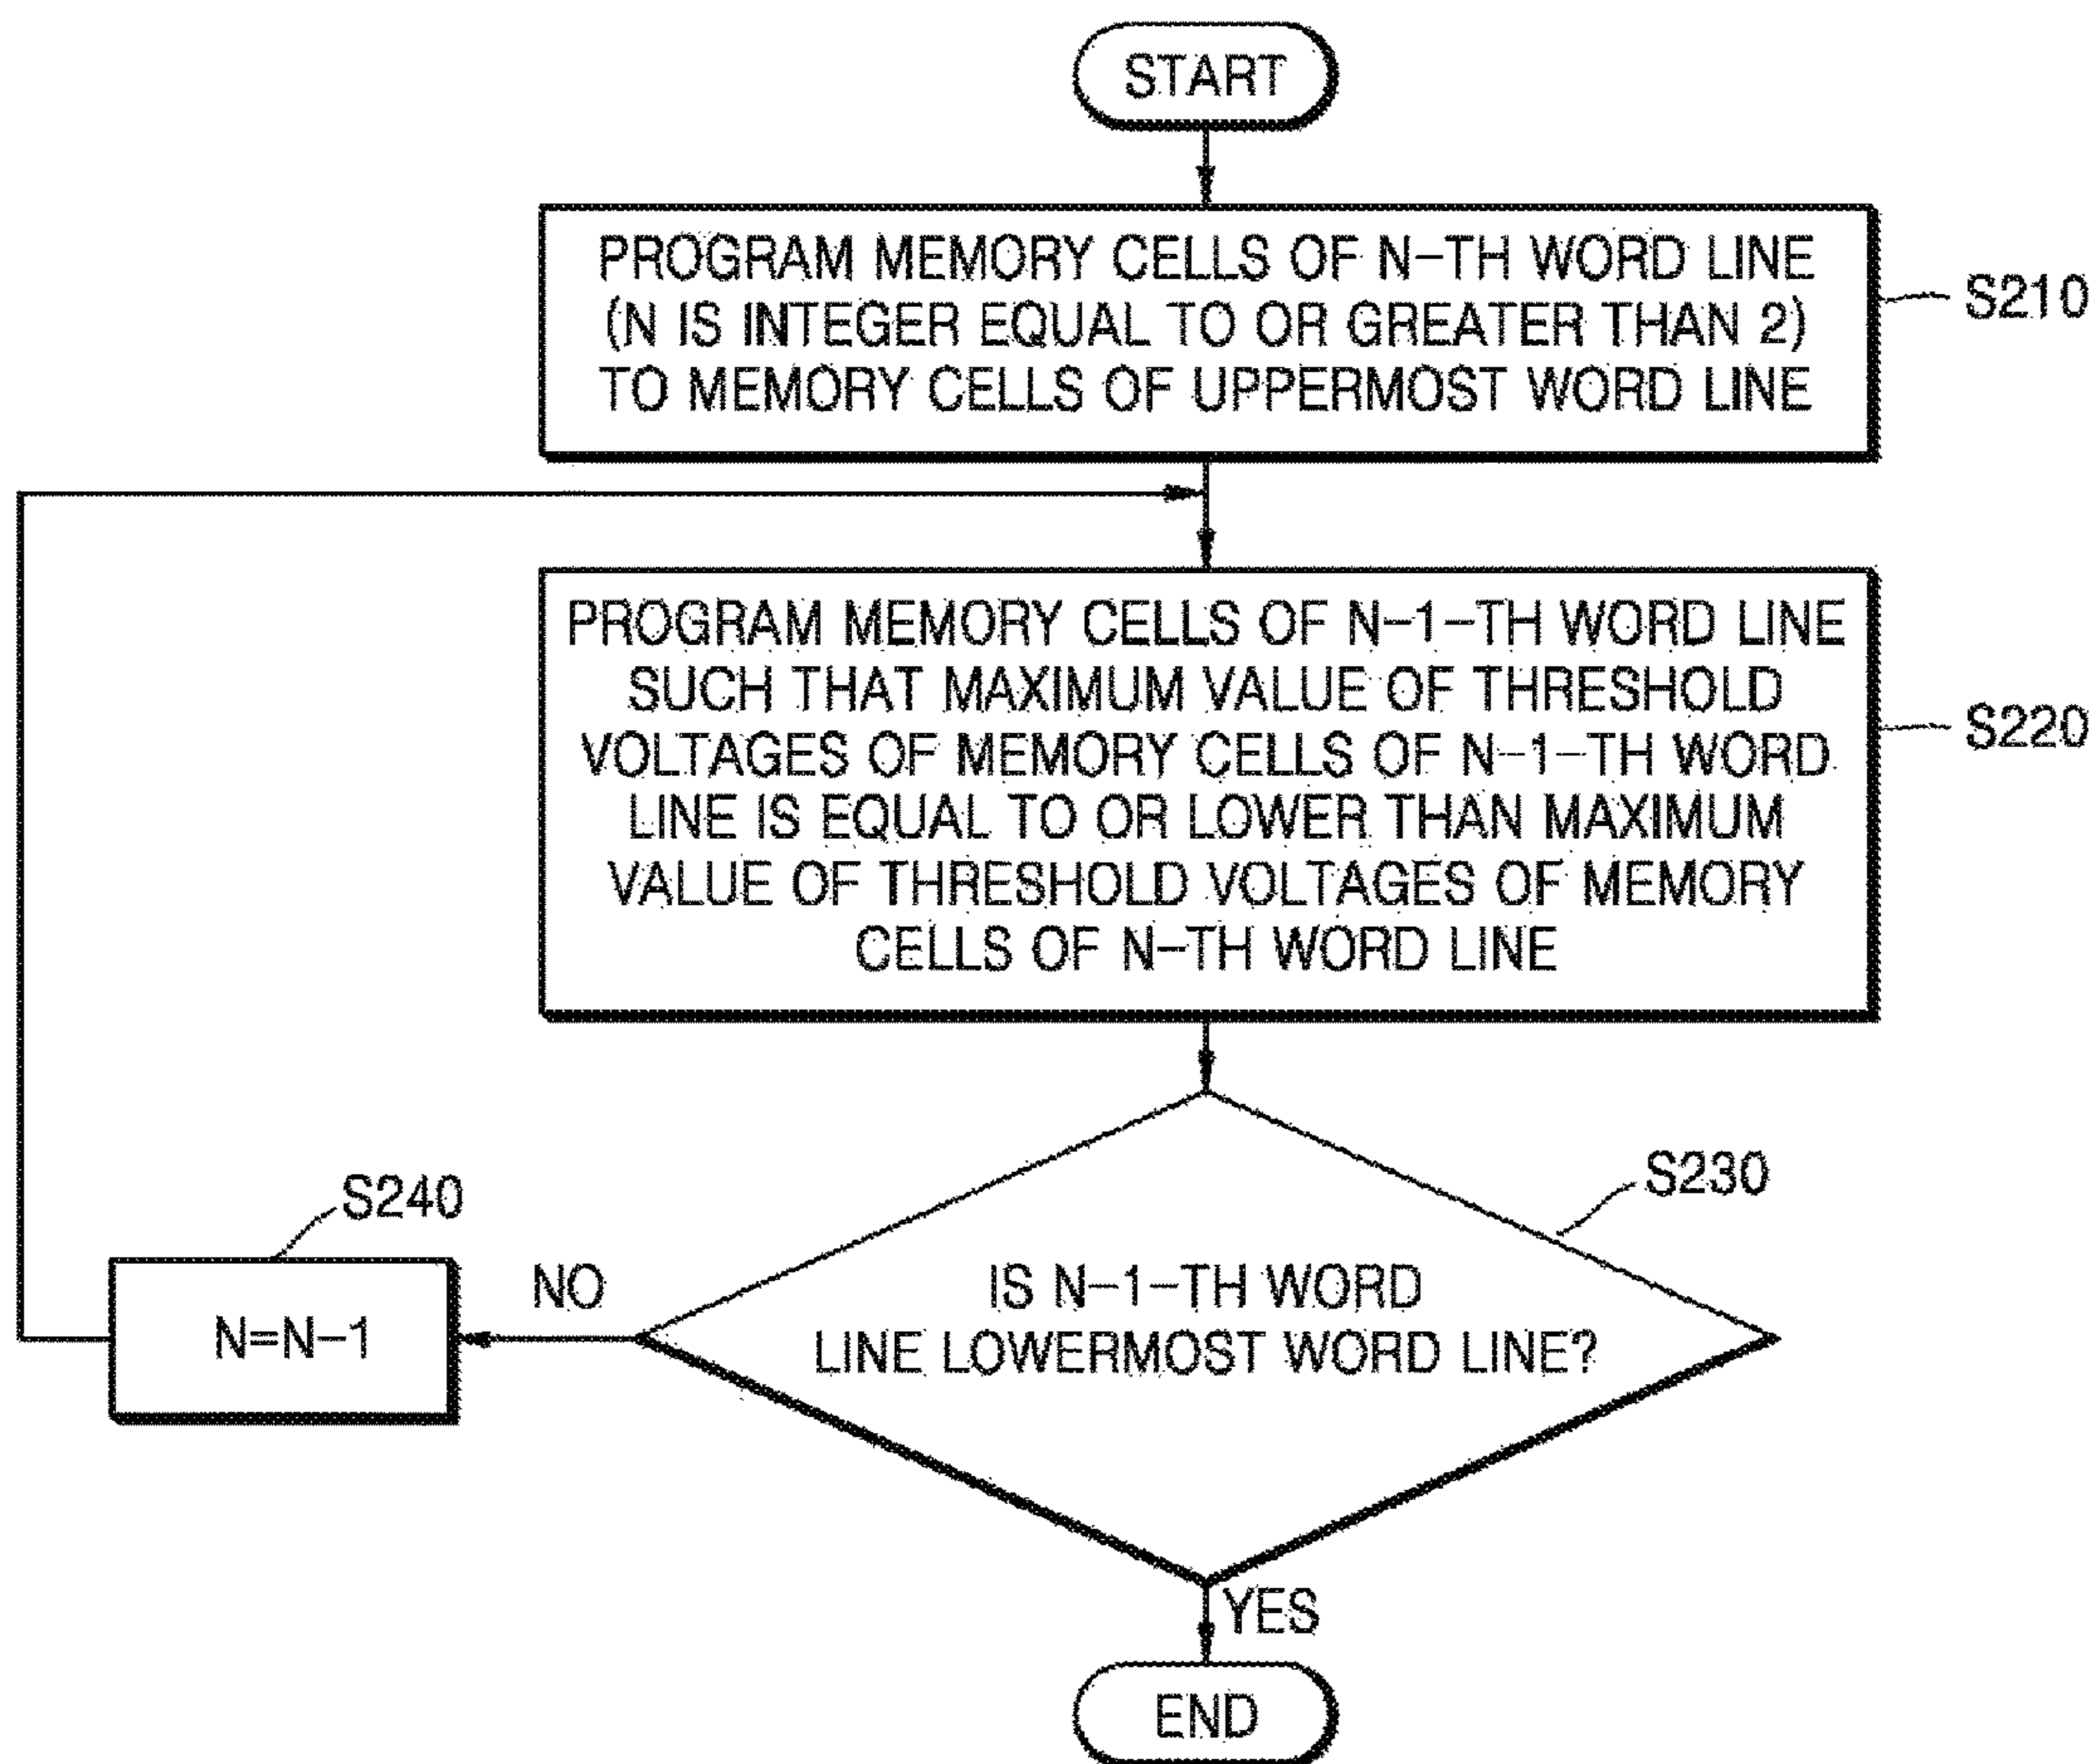 START
PROGRAM MEMORY CELLS OF N-TH WORD LINE
(N IS INTEGER EQUAL TO OR GREATER THAN 2)
TO MEMORY CELLS OF UPPERMOST WORD LINE
S210
PROGRAM MEMORY CELLS OF N-1-TH WORD LINE
SUCH THAT MAXIMUM VALUE OF THRESHOLD
VOLTAGES OF MEMORY CELLS OF N-1-TH WORD
LINE IS EQUAL TO OR LOWER THAN MAXIMUM
VALUE OF THRESHOLD VOLTAGES OF MEMORY
CELLS OF N-TH WORD LINE
S220
S230
IS N-1-TH WORD
LINE LOWERMOST WORD LINE?
NO
S240
N=N-1
YES
END